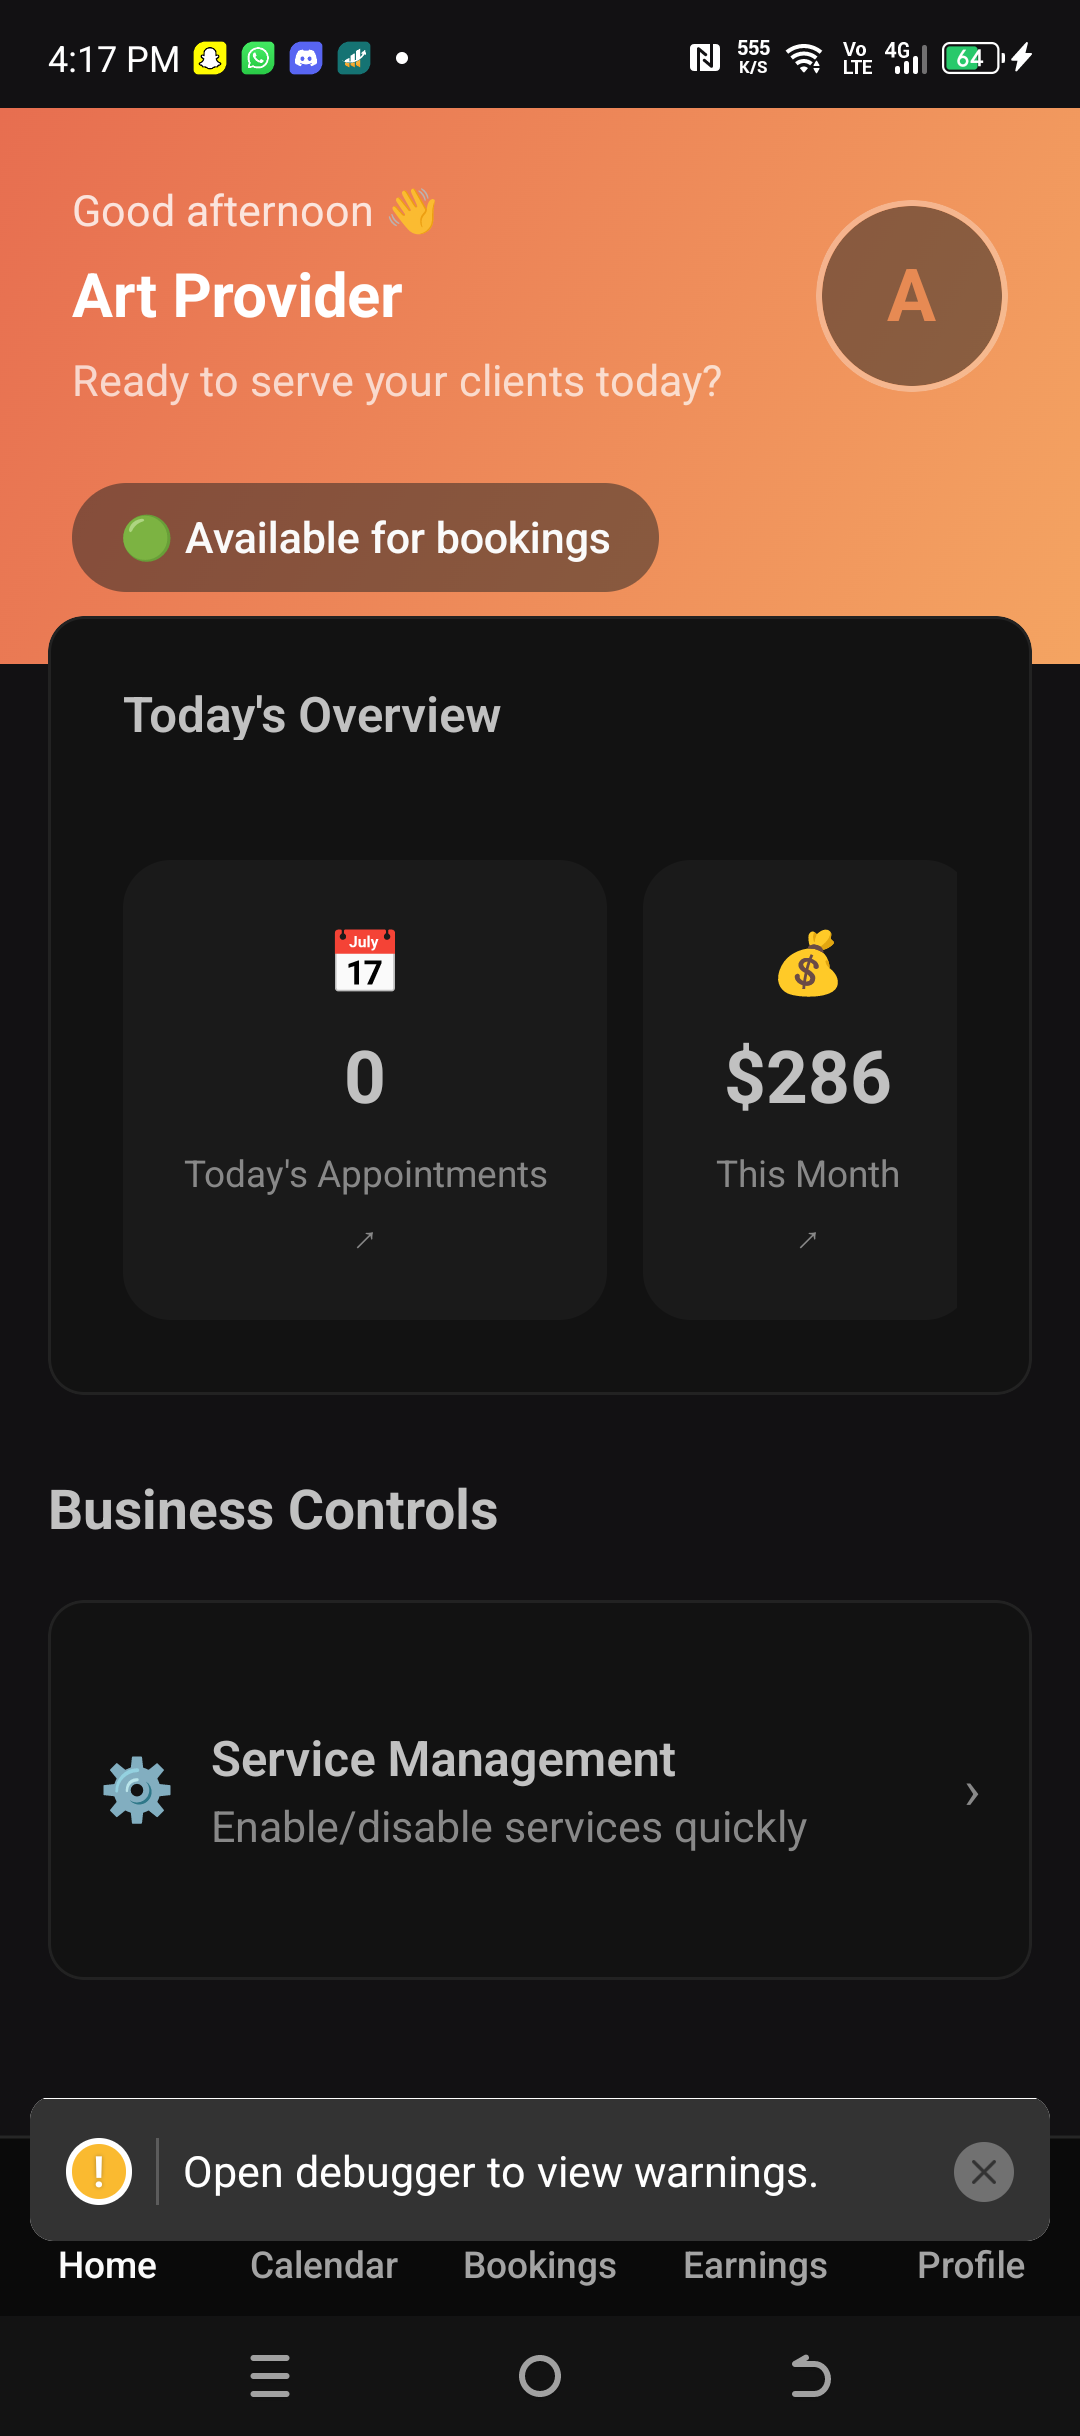 4:17 PM
555
K/S
Vo
LTE
4G
64
Good afternoon 👋
Art Provider
A
Ready to serve your clients today?
🟢 Available for bookings
Today's Overview
July
17
0
$286
Today's Appointments
This Month
↗
↗
Business Controls
Service Management
Enable/disable services quickly
›
! Open debugger to view warnings.
Home
Calendar
Bookings
Earnings
Profile